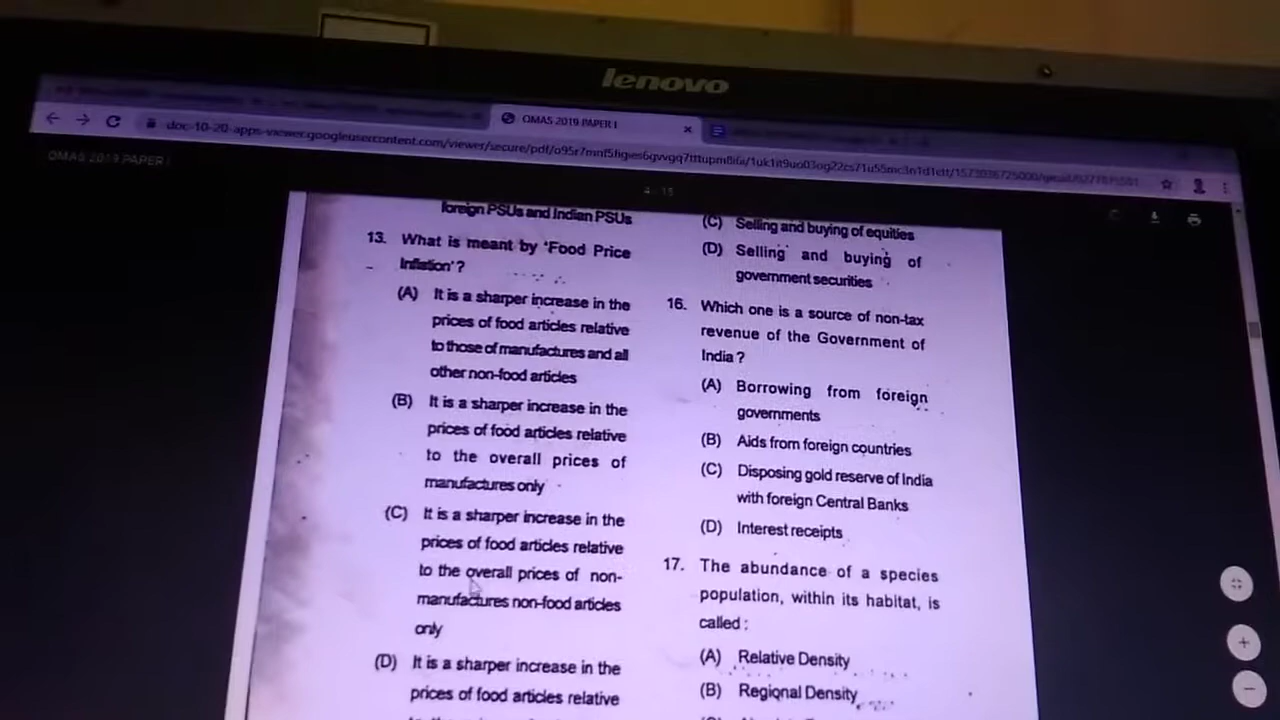 lenovo
OMAS 2019 PAPER I
OMAS 2019 PAPER I
4 / 15
foreign PSUs and Indian PSUs
13. What is meant by 'Food Price
Inflation'?
(A) It is a sharper increase in the
prices of food articles relative
to those of manufactures and all
other non-food articles
(B) It is a sharper increase in the
prices of food articles relative
to the overall prices of
manufactures only
(C) It is a sharper increase in the
prices of food articles relative
to the overall prices of non-
manufactures non-food articles
only
(D) It is a sharper increase in the
prices of food articles relative
(C) Selling and buying of equities
(D) Selling and buying of
government securities
16. Which one is a source of non-tax
revenue of the Government of
India ?
(A) Borrowing from foreign
governments
(B) Aids from foreign countries
(C) Disposing gold reserve of India
with foreign Central Banks
(D) Interest receipts
17. The abundance of a species
population, within its habitat, is
called :
(A) Relative Density
(B) Regional Density